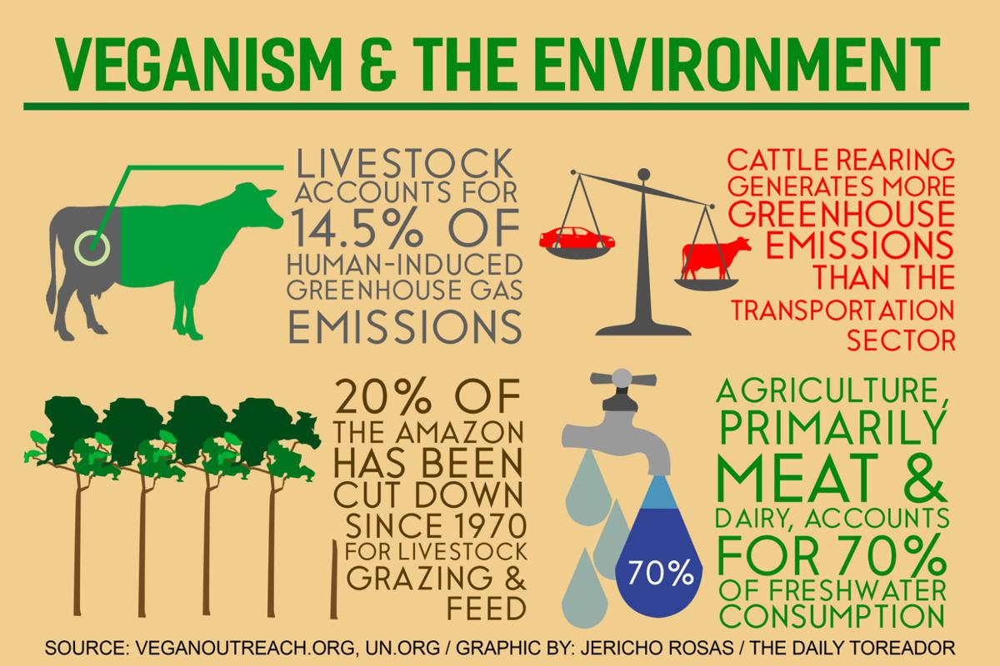 VEGANISM & THE ENVIRONMENT
LIVESTOCK
ACCOUNTS FOR
14.5% OF
HUMAN-INDUCED
GREENHOUSE GAS
EMISSIONS
CATTLE REARING
GENERATES MORE
GREENHOUSE
EMISSIONS
THAN THE
TRANSPORTATION
SECTOR
20% OF
THE AMAZON
HAS BEEN
CUT DOWN
SINCE 1970
FOR LIVESTOCK
GRAZING &
FEED
70%
AGRICULTURE,
PRIMARILY
MEAT &
DAIRY, ACCOUNTS
FOR 70%
OF FRESHWATER
CONSUMPTION
SOURCE: VEGANOUTREACH.ORG, UN.ORG / GRAPHIC BY: JERICHO ROSAS / THE DAILY TOREADOR